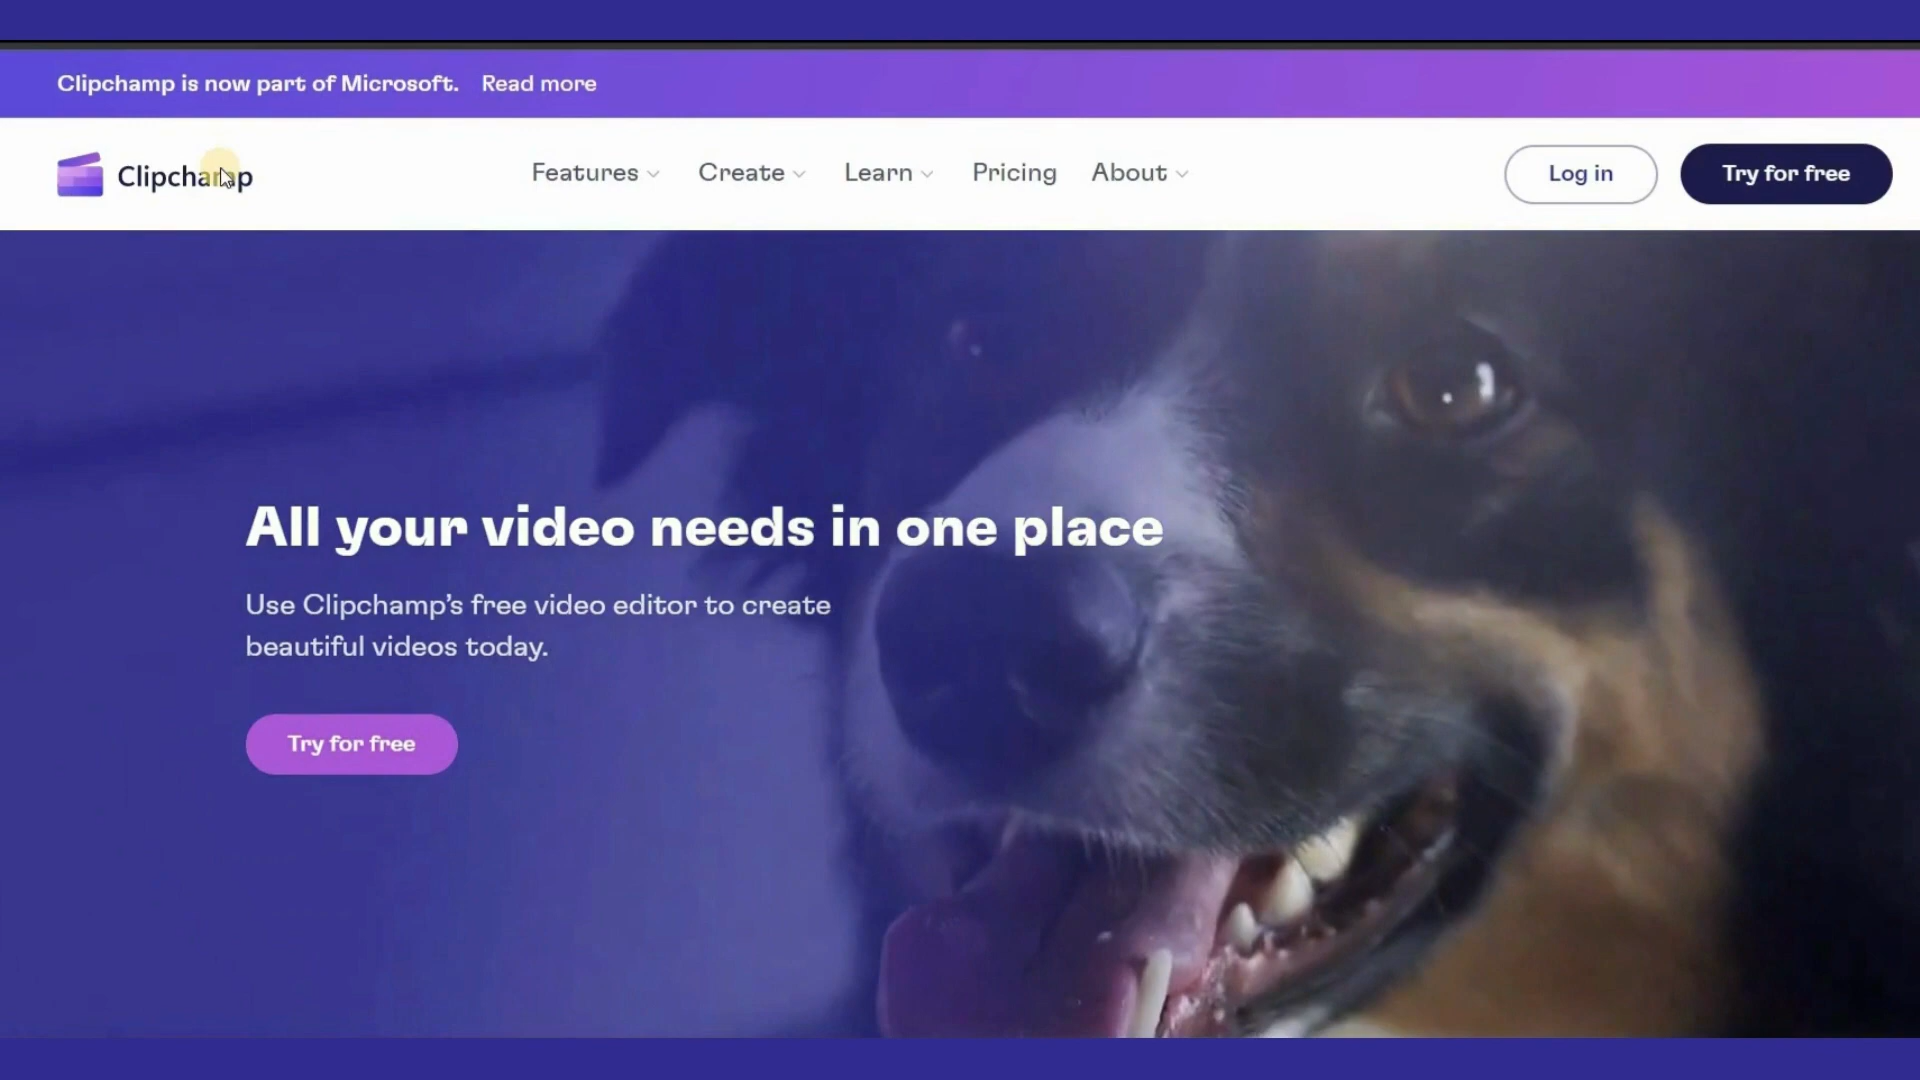 Clipchamp is now part of Microsoft. Read more
Clipchamp
Features Create Learn Pricing About
Log in
Try for free
All your video needs in one place
Use Clipchamp’s free video editor to create
beautiful videos today.
Try for free